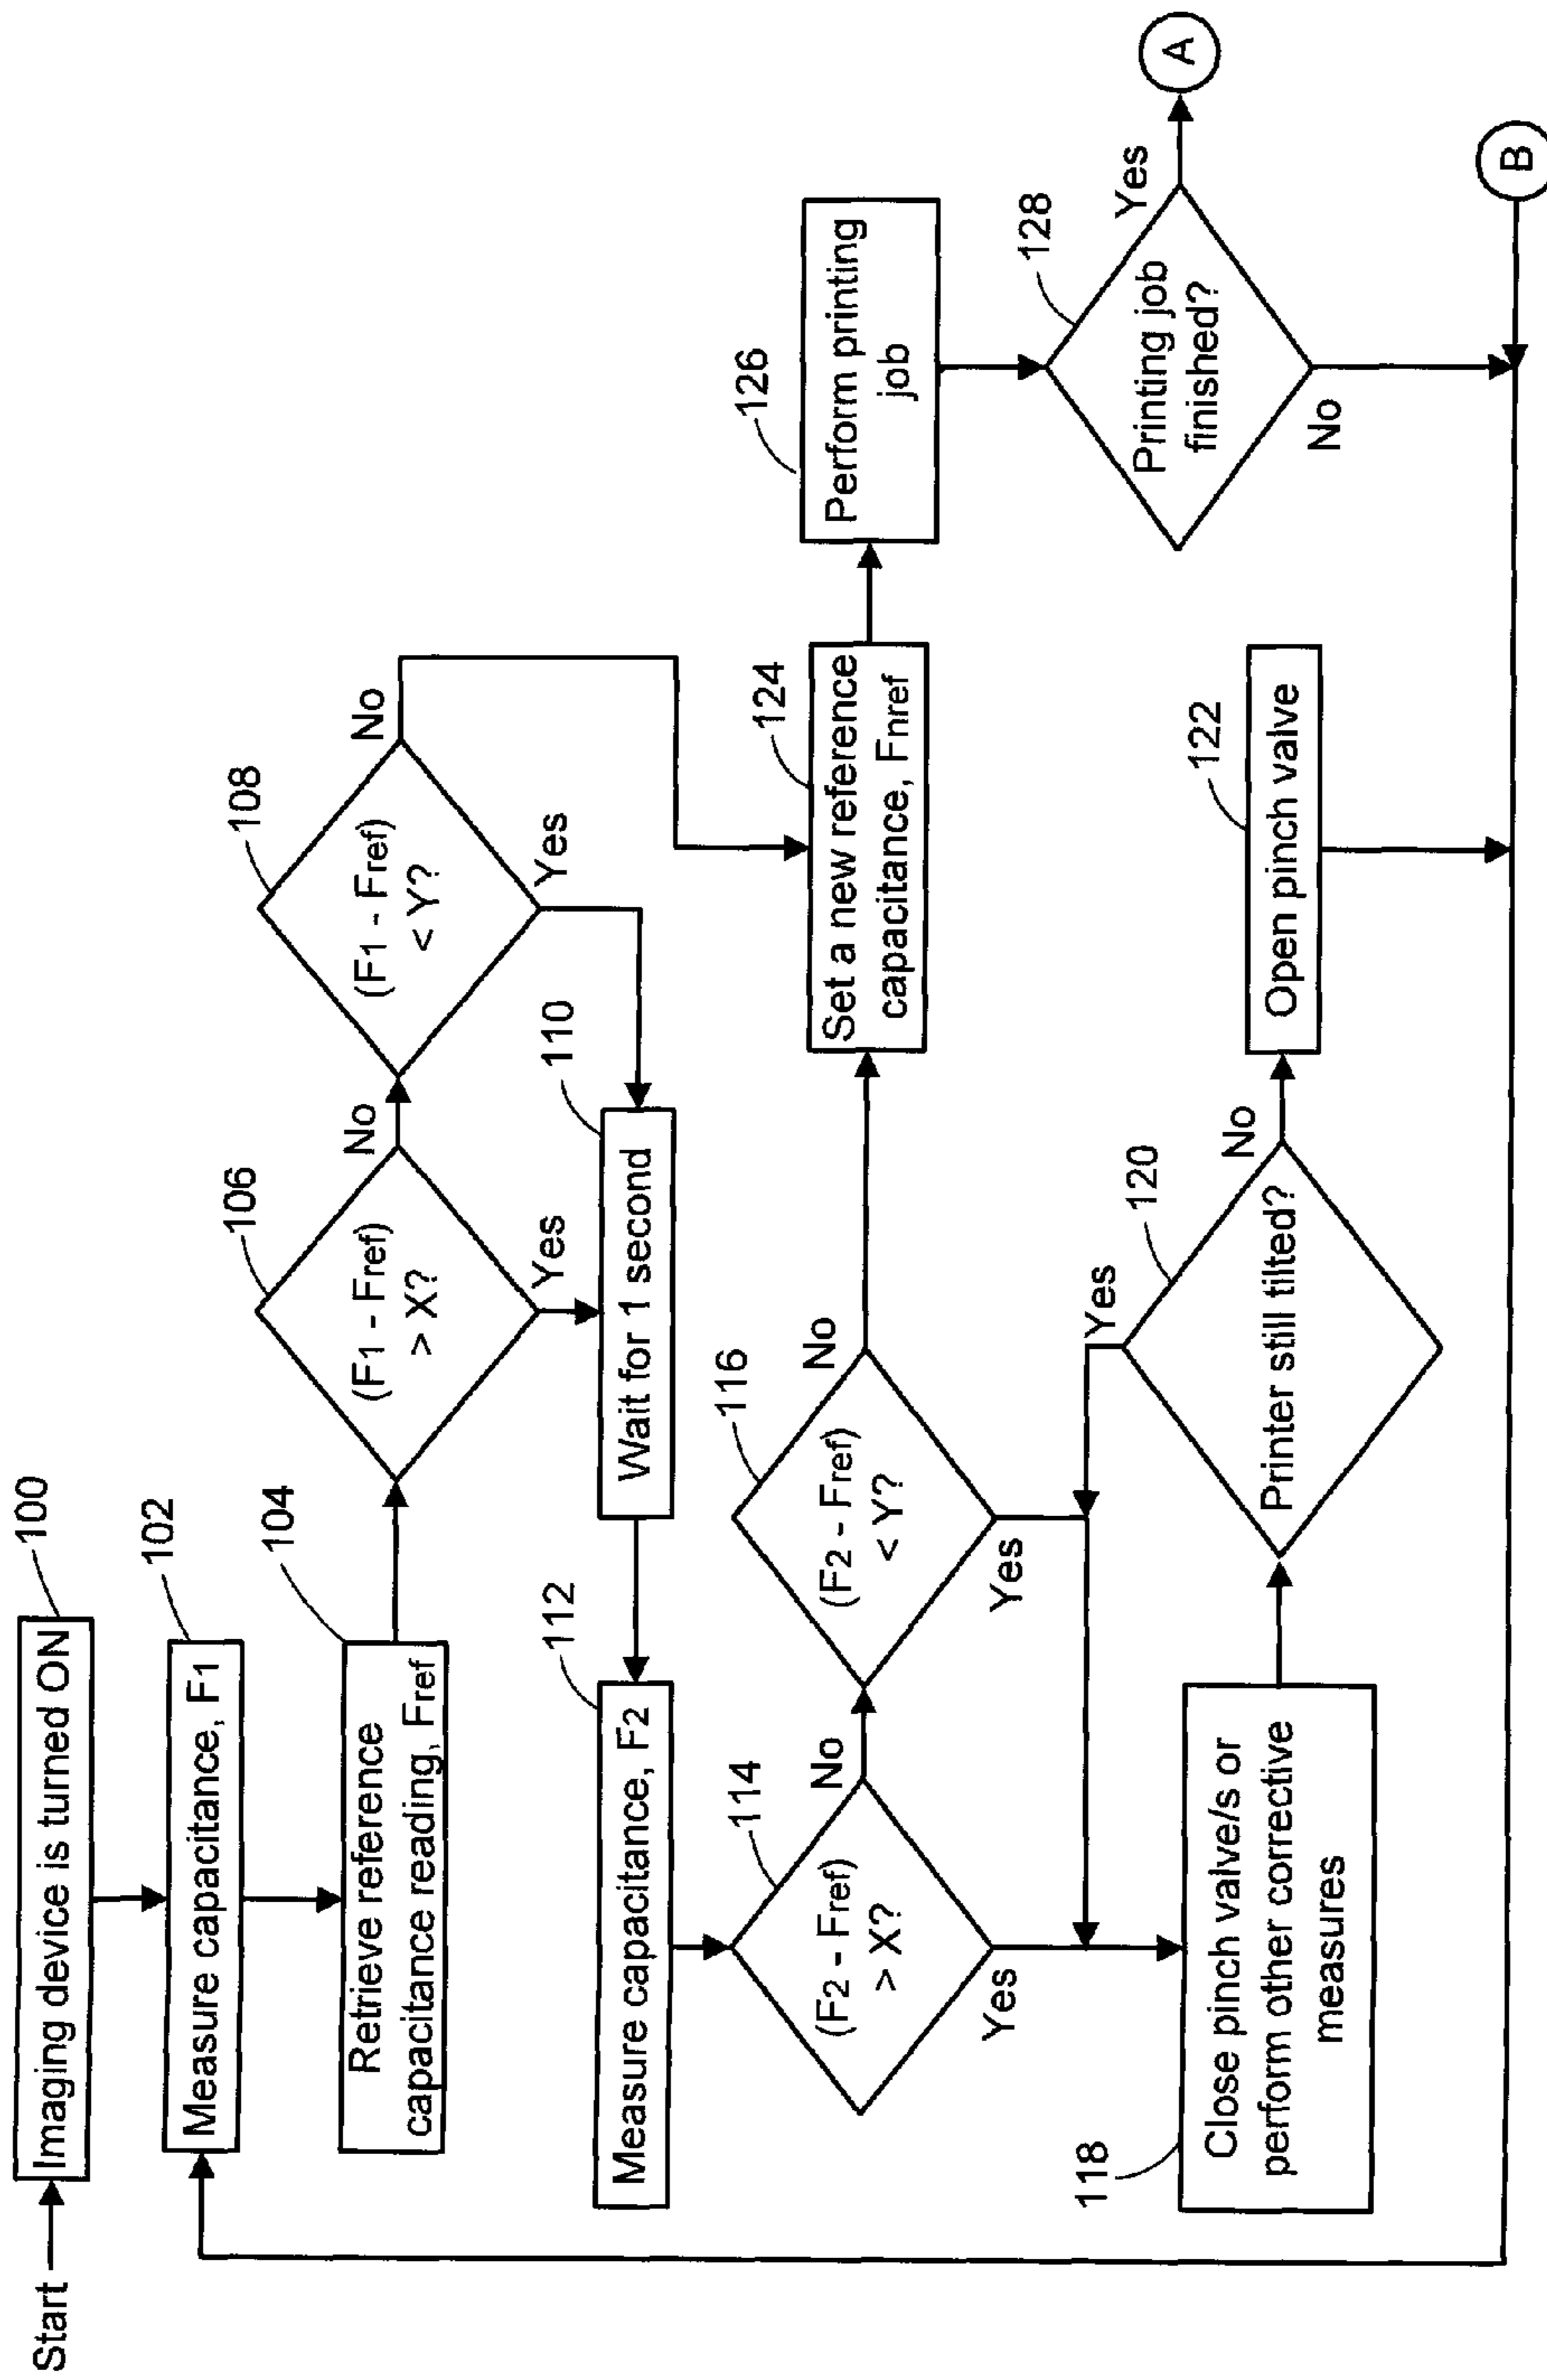 Start
Imaging device is turned ON
100
Measure capacitance, F1
102
Retrieve reference
capacitance reading, Fref
104
(F1 - Fref)
> X?
106
No
Yes
(F1 - Fref)
< Y?
108
No
Yes
Wait for 1 second
110
Measure capacitance, F2
112
(F2 - Fref)
> X?
114
No
Yes
(F2 - Fref)
< Y?
116
No
Yes
Set a new reference
capacitance, Fnref
124
Perform printing
job
126
Printing job
finished?
128
Yes
No
A
B
Close pinch valve/s or
perform other corrective
measures
118
Printer still tilted?
120
Yes
No
Open pinch valve
122